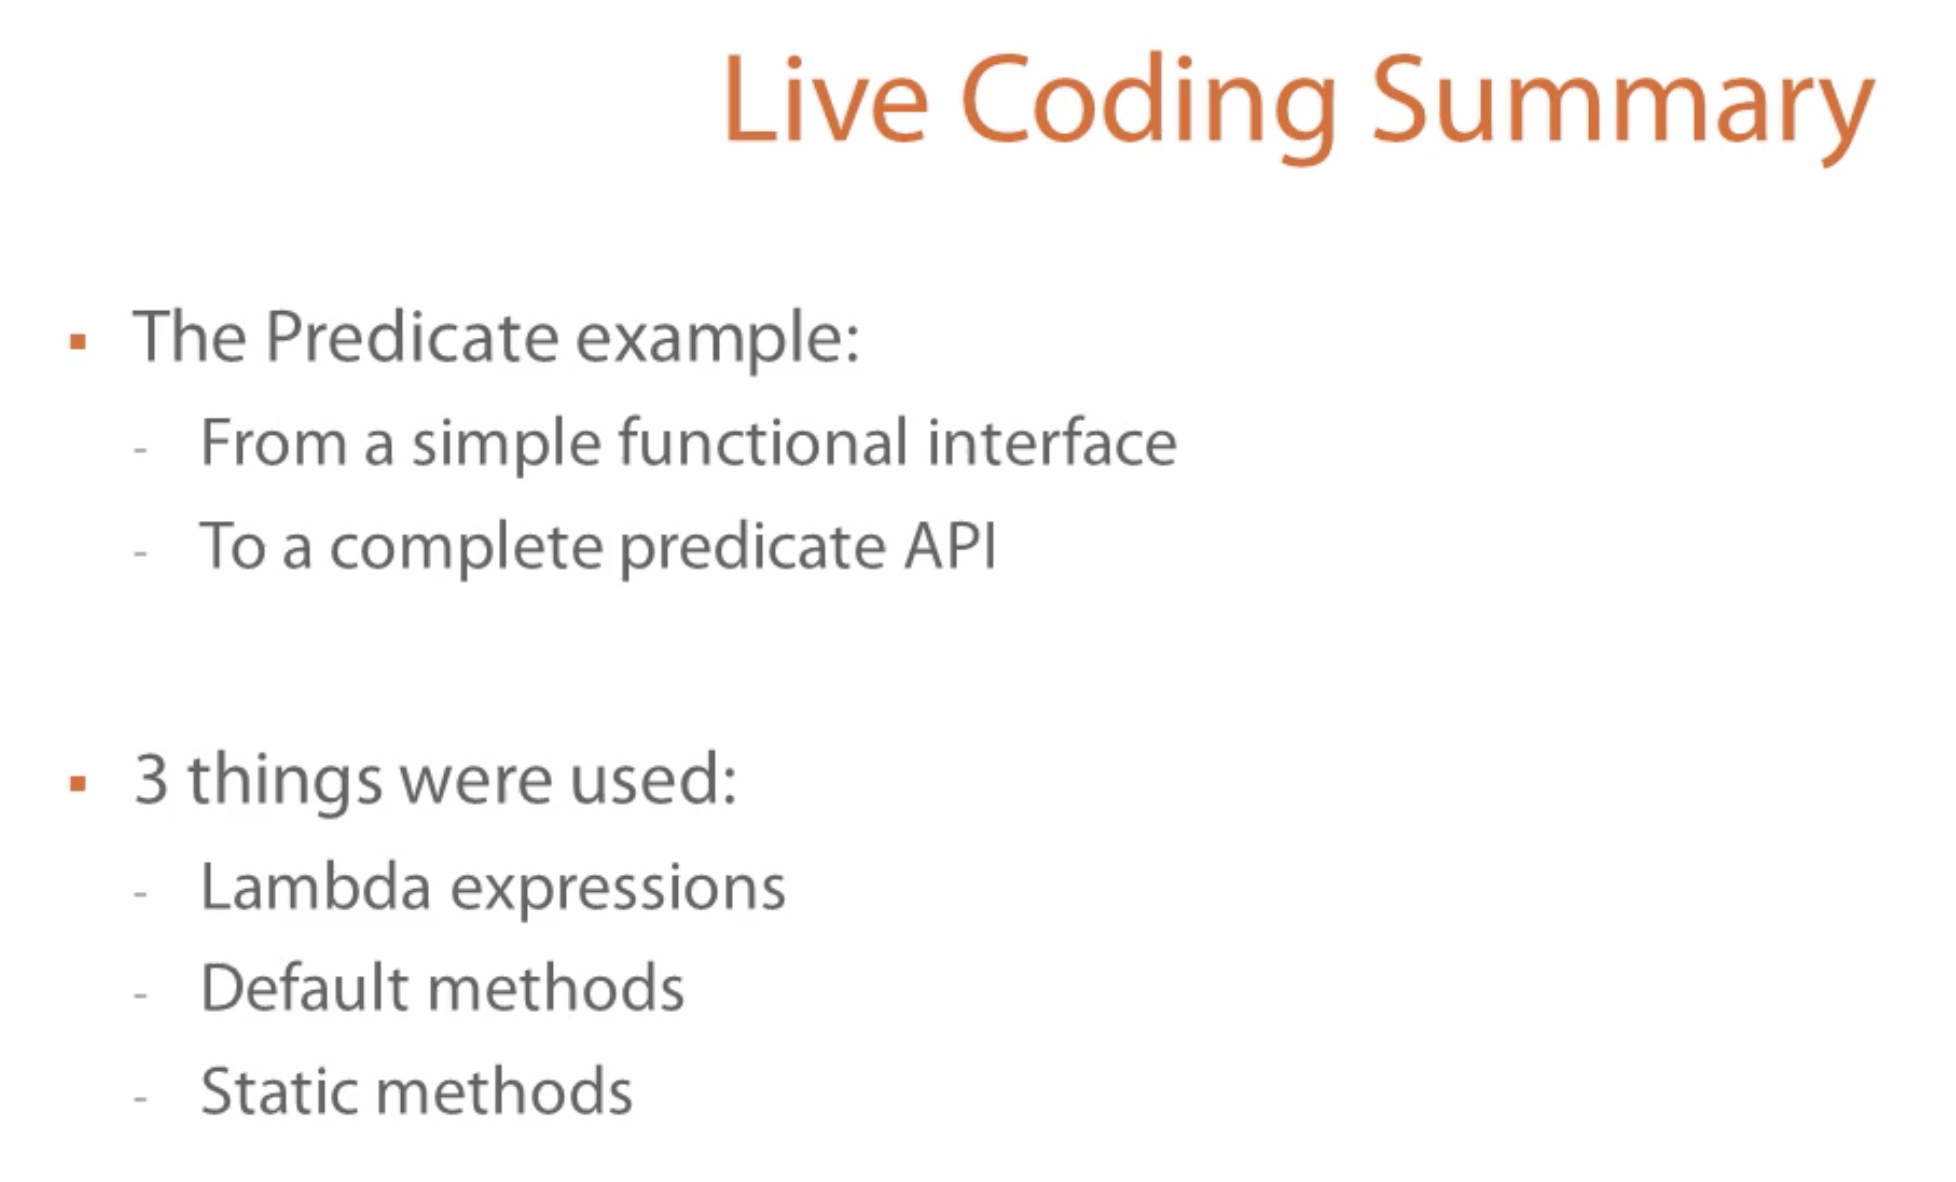 Live Coding Summary
▪ The Predicate example:
- From a simple functional interface
- To a complete predicate API
▪ 3 things were used:
- Lambda expressions
- Default methods
- Static methods